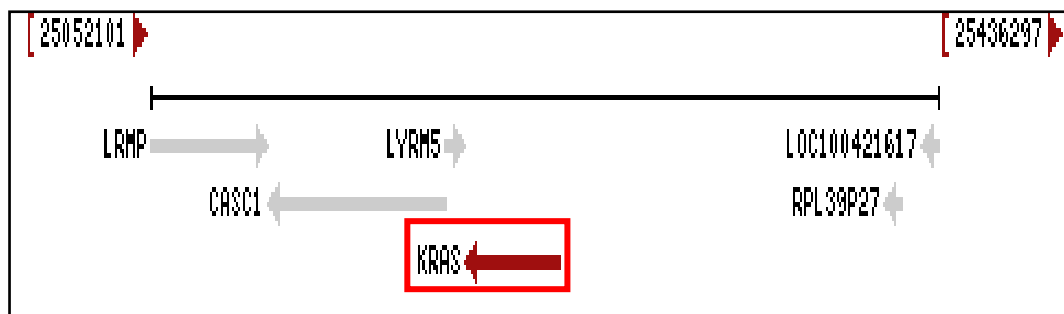 [ 25052101 [ 25436297
LRMP LYRM5 LOC100421617
CASC1 RPL39P27
KRAS